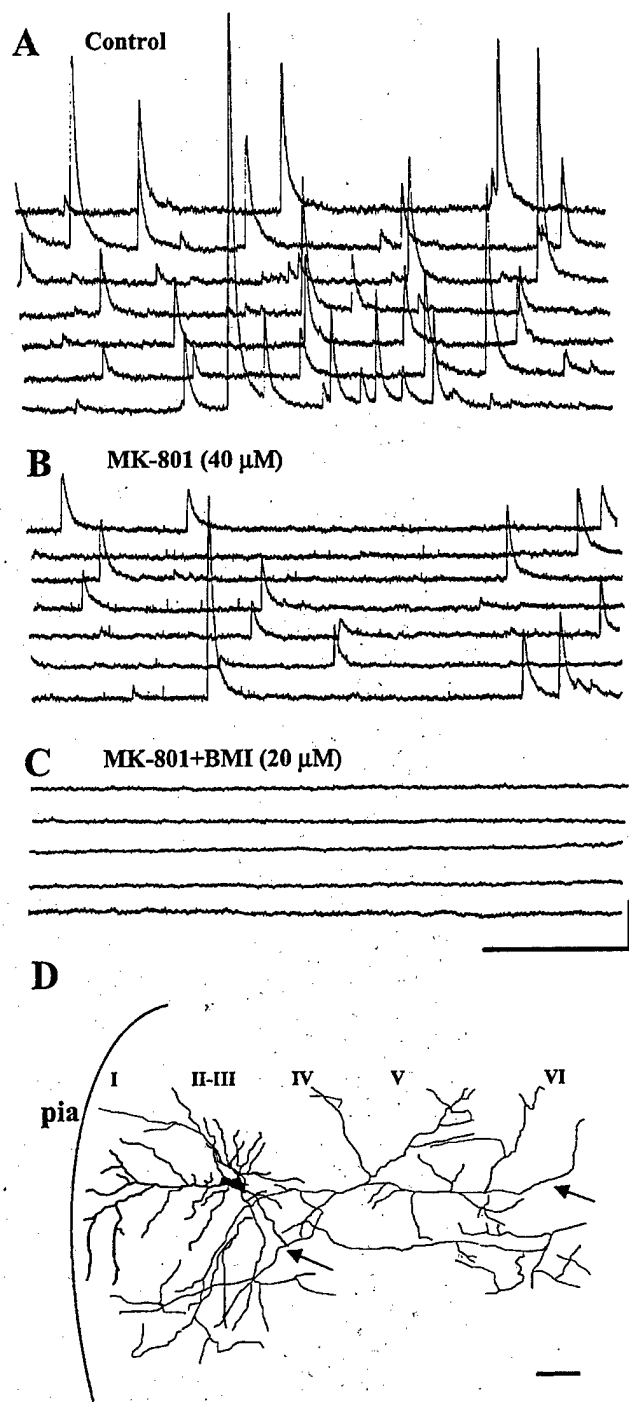 A Control
B MK-801 (40 µM)
C MK-801+BMI (20 µM)
D
I II-III IV V VI
pia